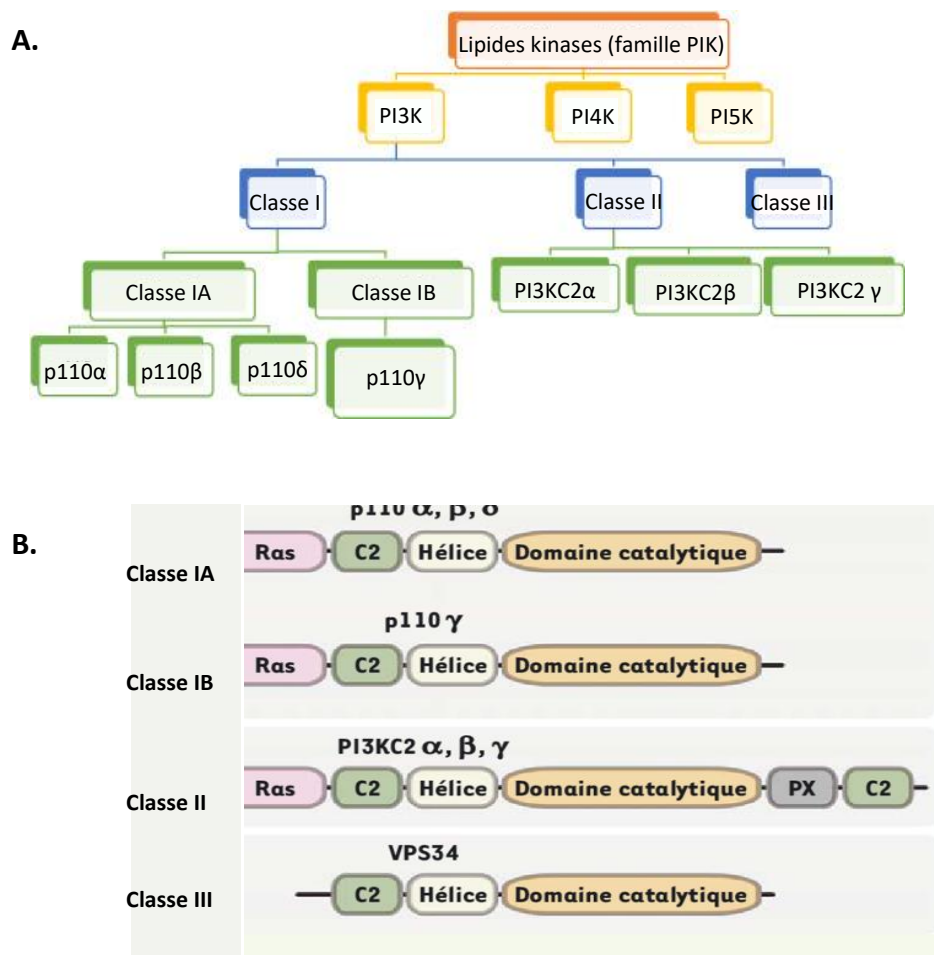 A.
Lipides kinases (famille PIK)
PI3K PI4K PI5K
Classe I Classe II Classe III
Classe IA Classe IB PI3KC2α PI3KC2β PI3KC2 γ
p110α p110β p110δ p110γ
B.
p110 α, β, δ
Classe IA Ras C2 Hélice Domaine catalytique
p110 γ
Classe IB Ras C2 Hélice Domaine catalytique
PI3KC2 α, β, γ
Classe II Ras C2 Hélice Domaine catalytique PX C2
VPS34
Classe III C2 Hélice Domaine catalytique